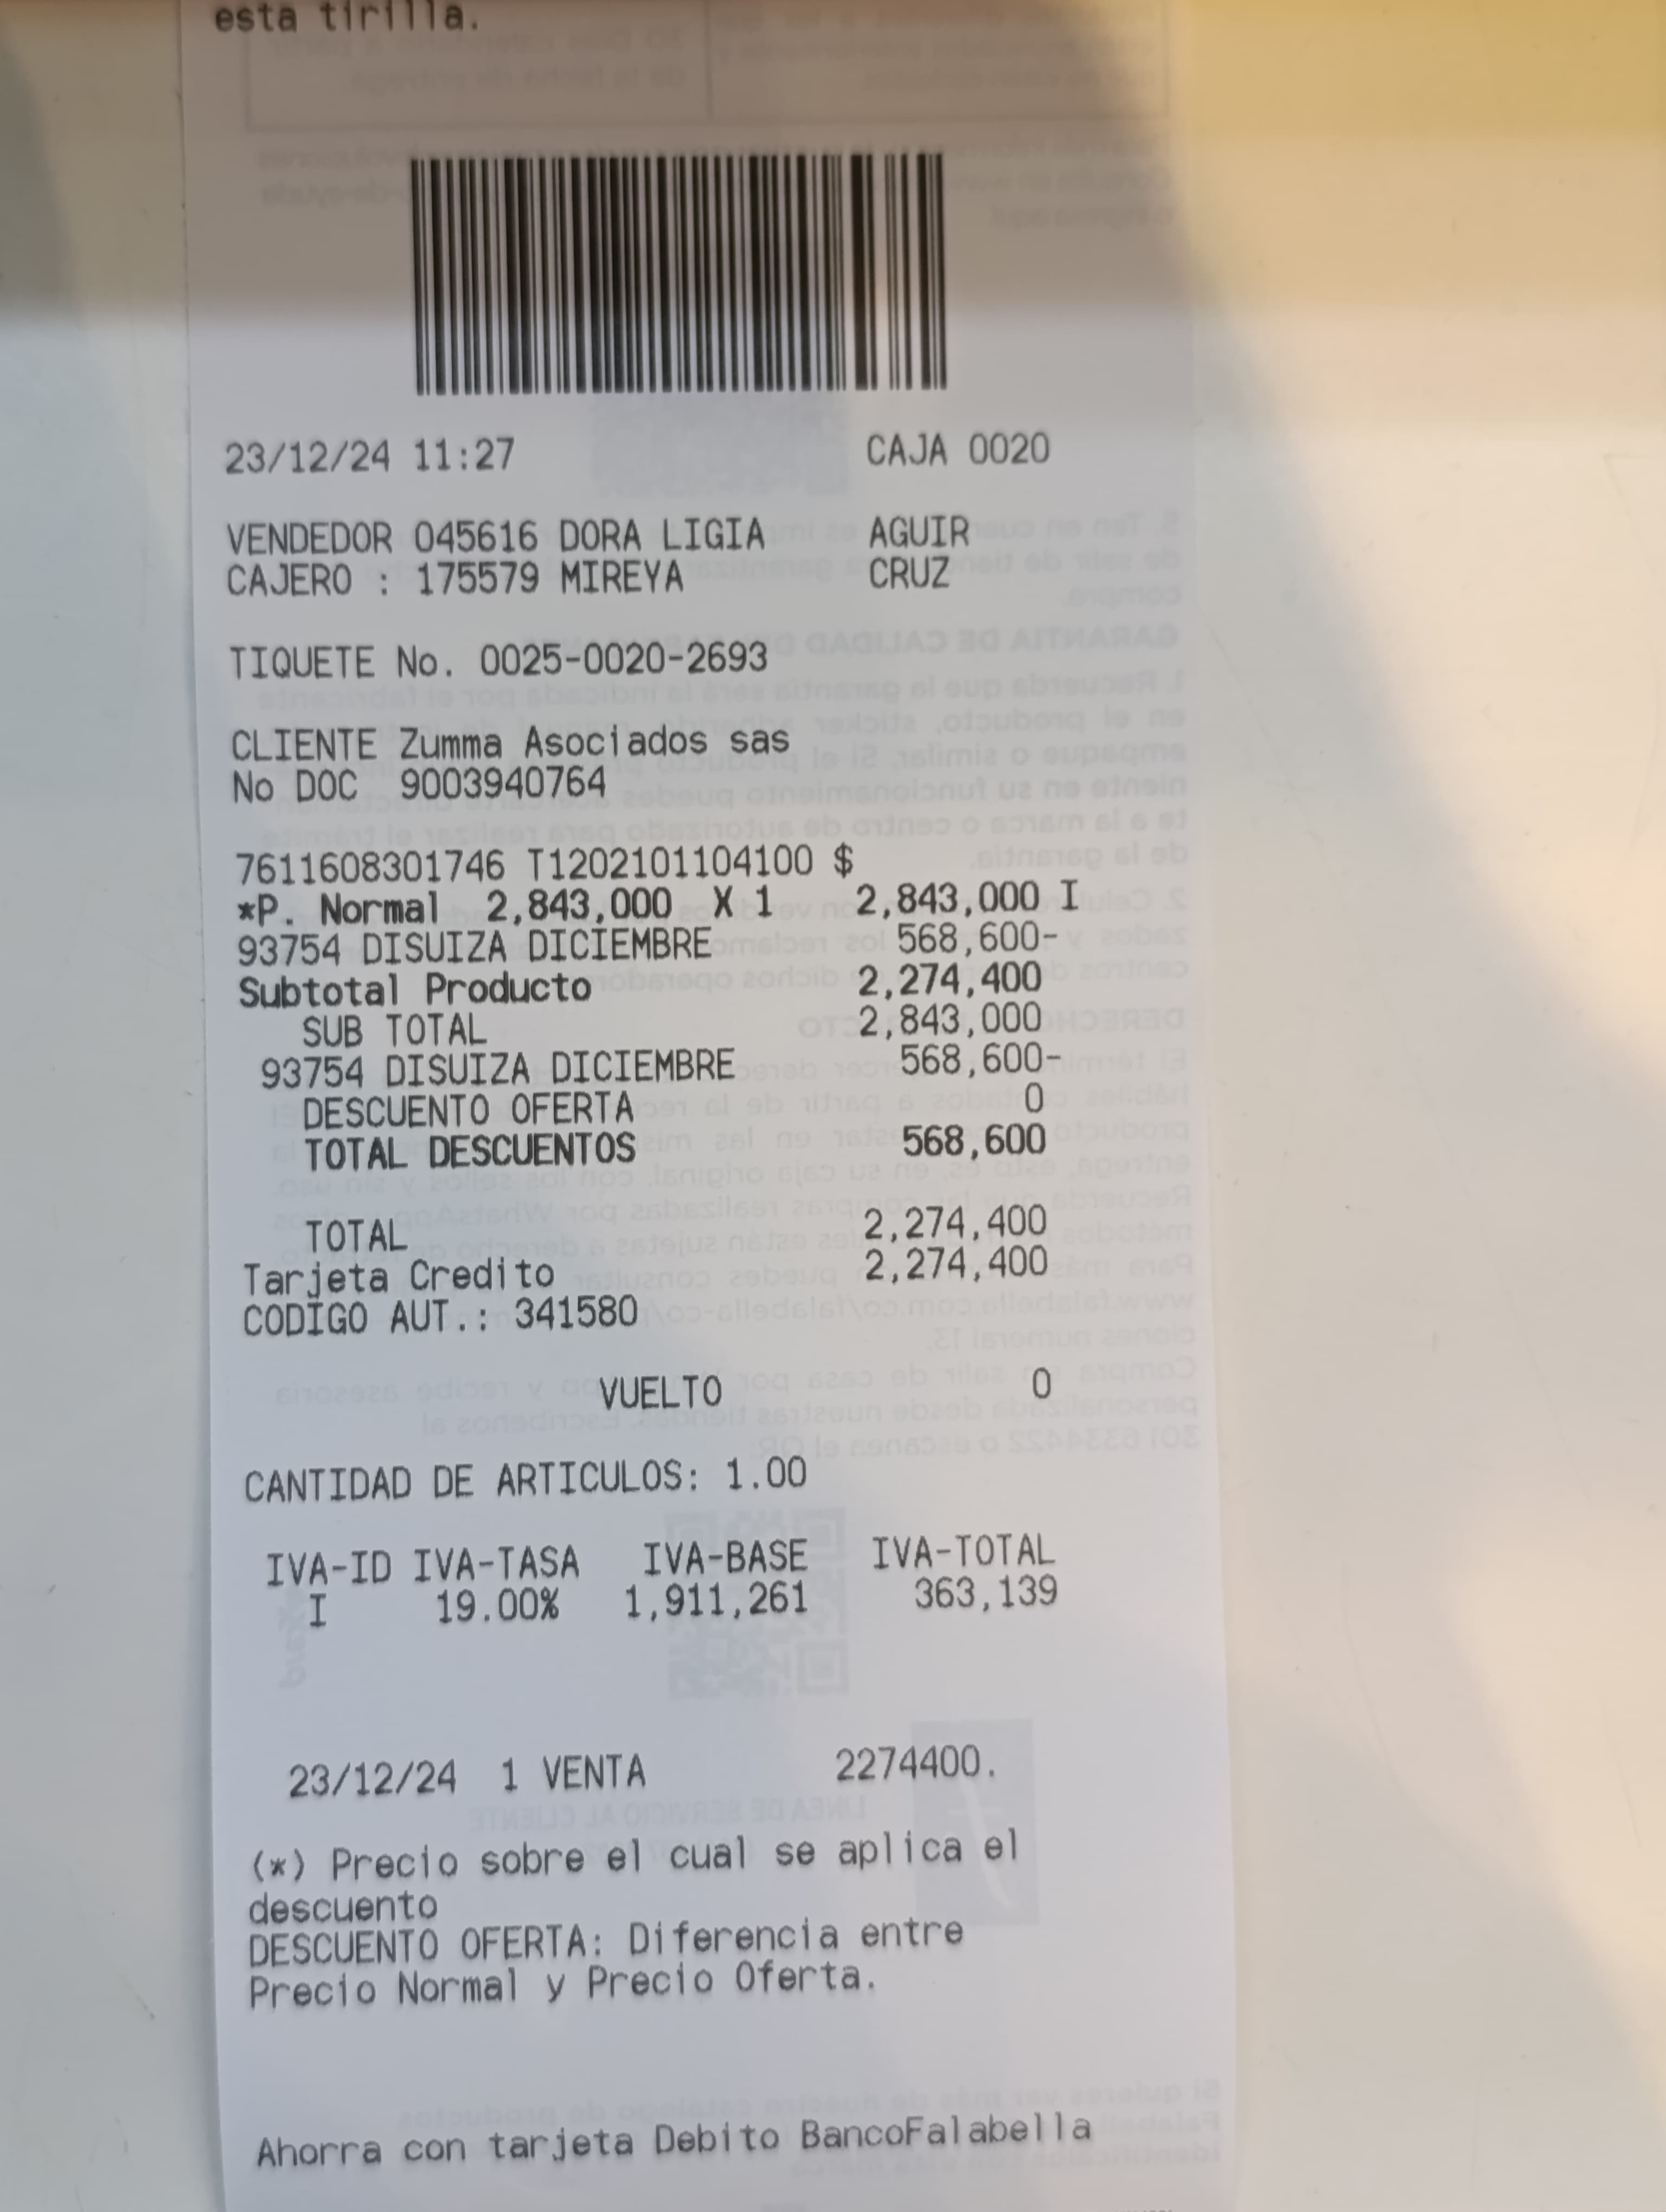 esta tirilla.
23/12/24 11:27 CAJA 0020
VENDEDOR 045616 DORA LIGIA AGUIR
CAJERO : 175579 MIREYA CRUZ
TIQUETE No. 0025-0020-2693
CLIENTE Zumma Asociados sas
No DOC 9003940764
7611608301746 T1202101104100 $
*P. Normal 2,843,000 X 1 2,843,000 I
93754 DISUIZA DICIEMBRE 568,600-
Subtotal Producto 2,274,400
SUB TOTAL 2,843,000
93754 DISUIZA DICIEMBRE 568,600-
DESCUENTO OFERTA 0
TOTAL DESCUENTOS 568,600
TOTAL 2,274,400
Tarjeta Credito 2,274,400
CODIGO AUT.: 341580
VUELTO 0
CANTIDAD DE ARTICULOS: 1.00
IVA-ID IVA-TASA IVA-BASE IVA-TOTAL
I 19.00% 1,911,261 363,139
23/12/24 1 VENTA 2274400.
(*) Precio sobre el cual se aplica el
descuento
DESCUENTO OFERTA: Diferencia entre
Precio Normal y Precio Oferta.
Ahorra con tarjeta Debito BancoFalabella